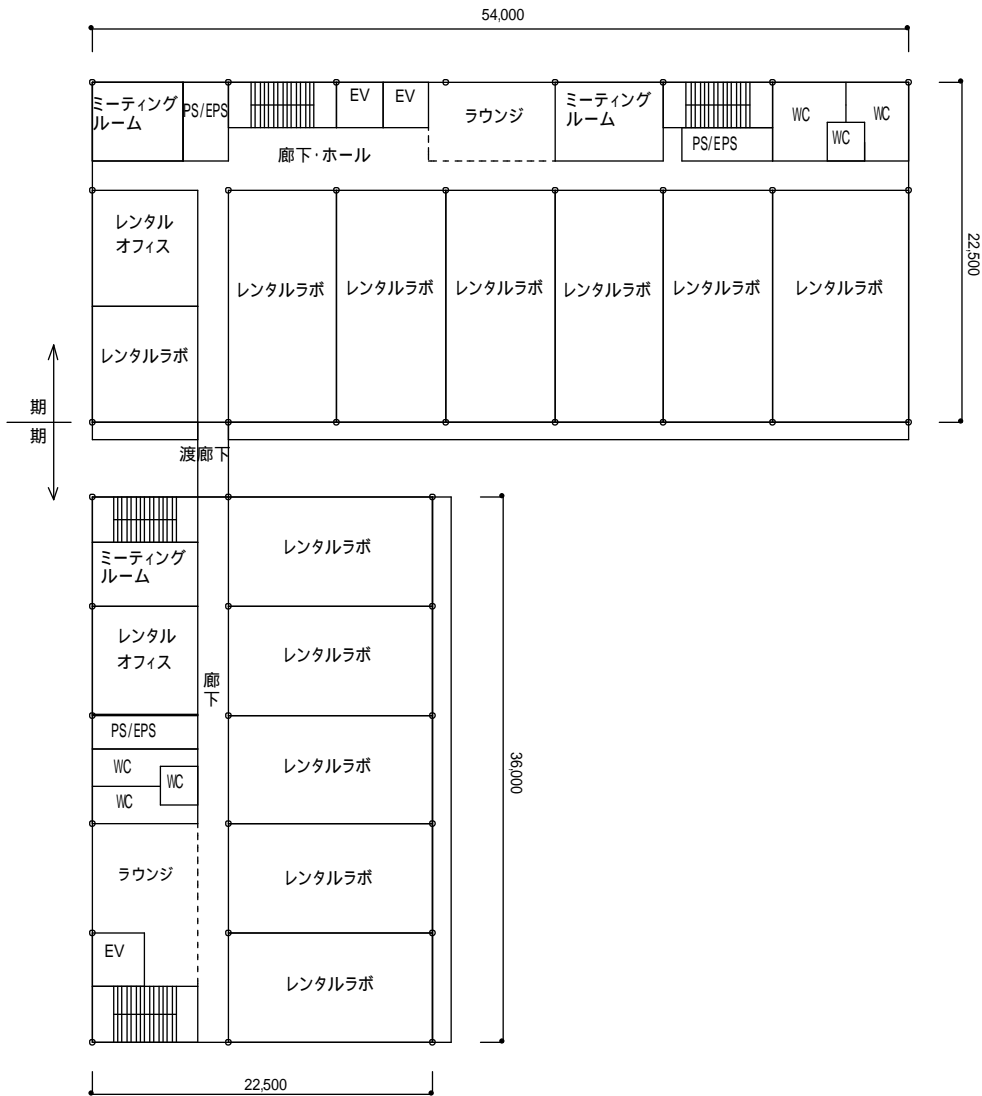 54,000
ミーティング
ルーム
PS/EPS
EV
EV
ラウンジ
ミーティング
ルーム
PS/EPS
WC
WC
WC
廊下・ホール
22,500
レンタル
オフィス
レンタルラボ
レンタルラボ
レンタルラボ
レンタルラボ
レンタルラボ
レンタルラボ
レンタルラボ
期
期
渡廊下
ミーティング
ルーム
レンタルラボ
レンタル
オフィス
レンタルラボ
廊下
PS/EPS
WC
WC
WC
レンタルラボ
36,000
ラウンジ
レンタルラボ
EV
レンタルラボ
22,500